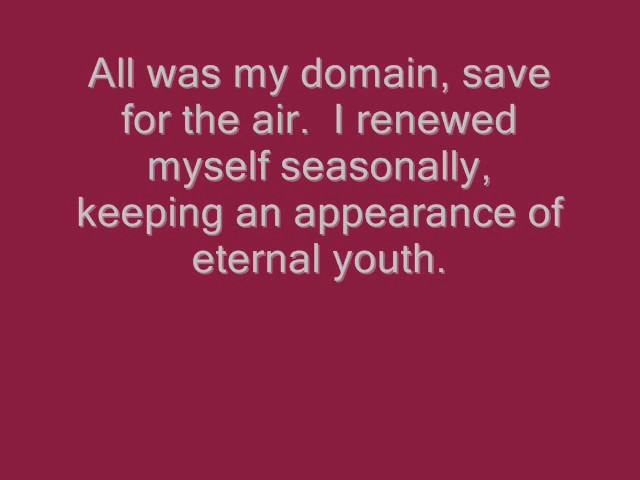 All was my domain, save
for the air.  I renewed
myself seasonally,
keeping an appearance of
eternal youth.